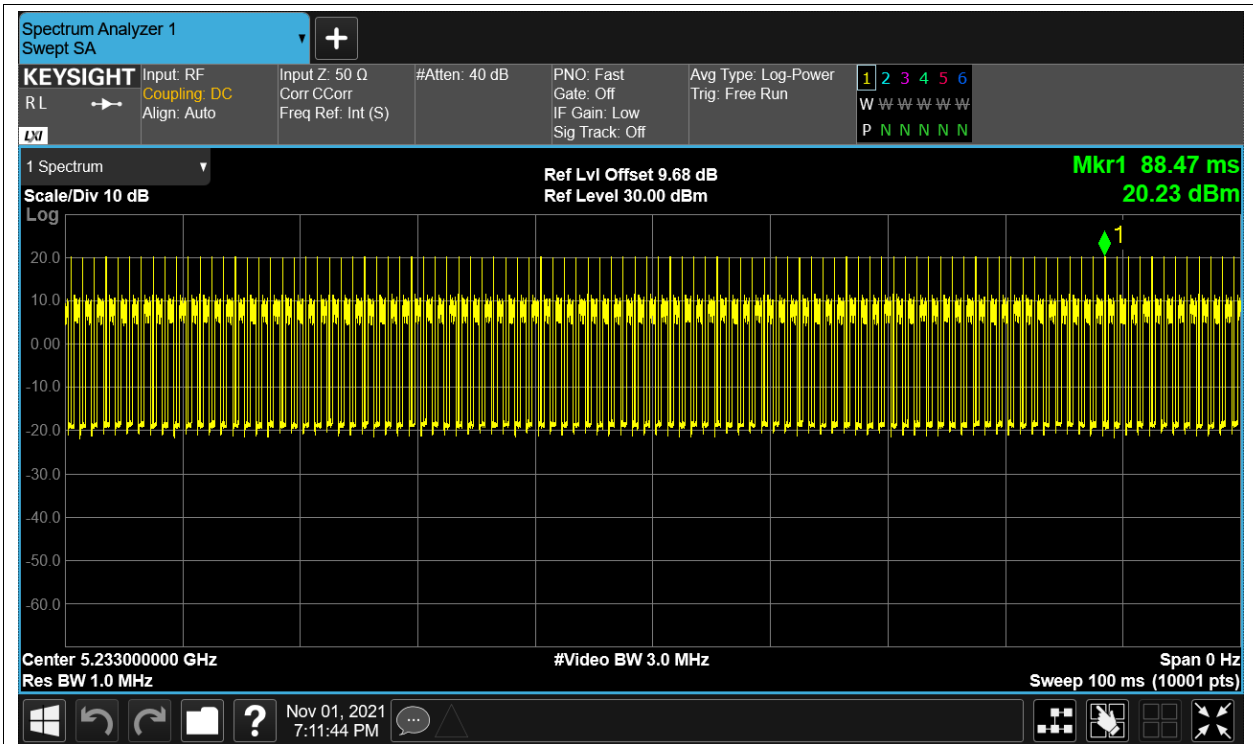 Spectrum Analyzer 1
Swept SA
KEYSIGHT
R L
LXI
Input: RF
Coupling: DC
Align: Auto
Input Z: 50 Ω
Corr CCorr
Freq Ref: Int (S)
#Atten: 40 dB
PNO: Fast
Gate: Off
IF Gain: Low
Sig Track: Off
Avg Type: Log-Power
Trig: Free Run
1 2 3 4 5 6
W W W W W W
P N N N N N
1 Spectrum
Scale/Div 10 dB
Ref Lvl Offset 9.68 dB
Ref Level 30.00 dBm
Mkr1 88.47 ms
20.23 dBm
Log
1
20.0
10.0
0.00
-10.0
-20.0
-30.0
-40.0
-50.0
-60.0
Center 5.233000000 GHz
#Video BW 3.0 MHz
Span 0 Hz
Res BW 1.0 MHz
Sweep 100 ms (10001 pts)
?
Nov 01, 2021
7:11:44 PM